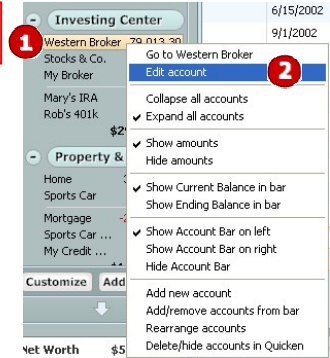 6/15/2002
Investing Center
9/1/2002
1
Western Broker 79,013.30
Go to Western Broker
Stocks & Co.
Edit account
2
My Broker
Collapse all accounts
Mary's IRA
Expand all accounts
Rob's 401k
$2
Show amounts
Property &
Hide amounts
Home
Show Current Balance in bar
Sports Car
Show Ending Balance in bar
Mortgage
Show Account Bar on left
Sports Car ...
Show Account Bar on right
My Credit ...
Hide Account Bar
Customize
Add
Add new account
Add/remove accounts from bar
Rearrange accounts
Net Worth $5
Delete/hide accounts in Quicken